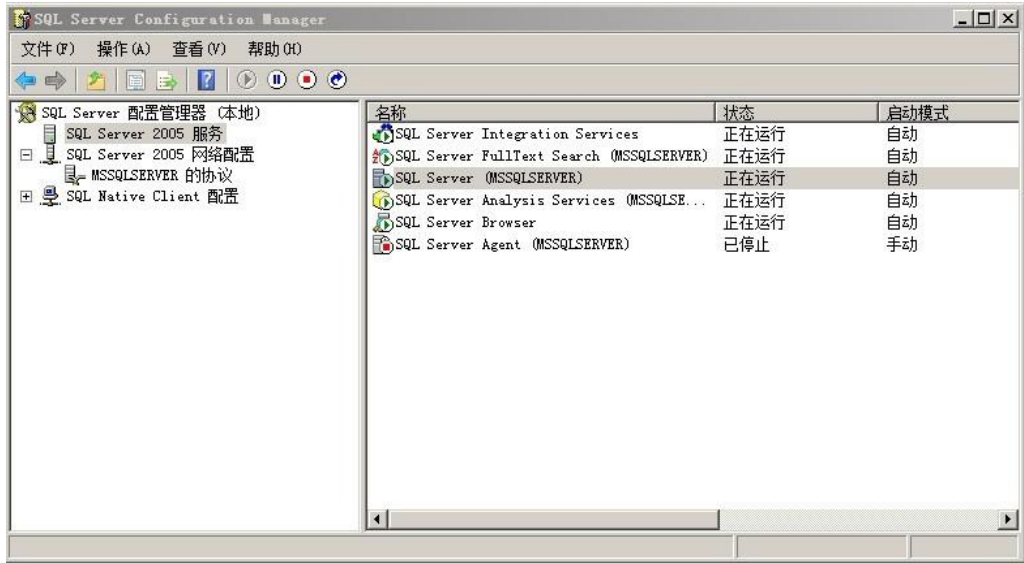 SQL Server Configuration Manager
文件(F) 操作(A) 查看(V) 帮助(H)
SQL Server 配置管理器 (本地)
SQL Server 2005 服务
SQL Server 2005 网络配置
MSSQLSERVER 的协议
SQL Native Client 配置
名称 状态 启动模式
SQL Server Integration Services 正在运行 自动
SQL Server FullText Search (MSSQLSERVER) 正在运行 自动
SQL Server (MSSQLSERVER) 正在运行 自动
SQL Server Analysis Services (MSSQLSE... 正在运行 自动
SQL Server Browser 正在运行 自动
SQL Server Agent (MSSQLSERVER) 已停止 手动